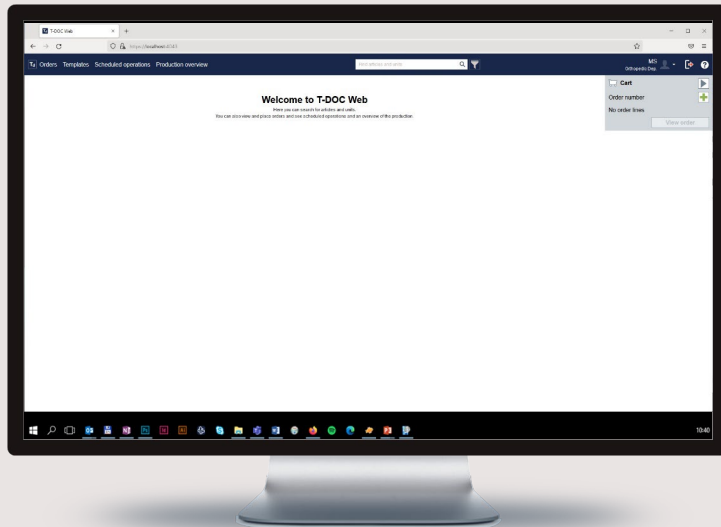 T-DOC Web
https://localhost:4043
Orders Templates Scheduled operations Production overview
Find articles and units
MS
Orthopedic Dep.
Cart
Order number
No order lines
View order
Welcome to T-DOC Web
Here you can search for articles and units.
You can also view and place orders and see scheduled operations and an overview of the production
10:40